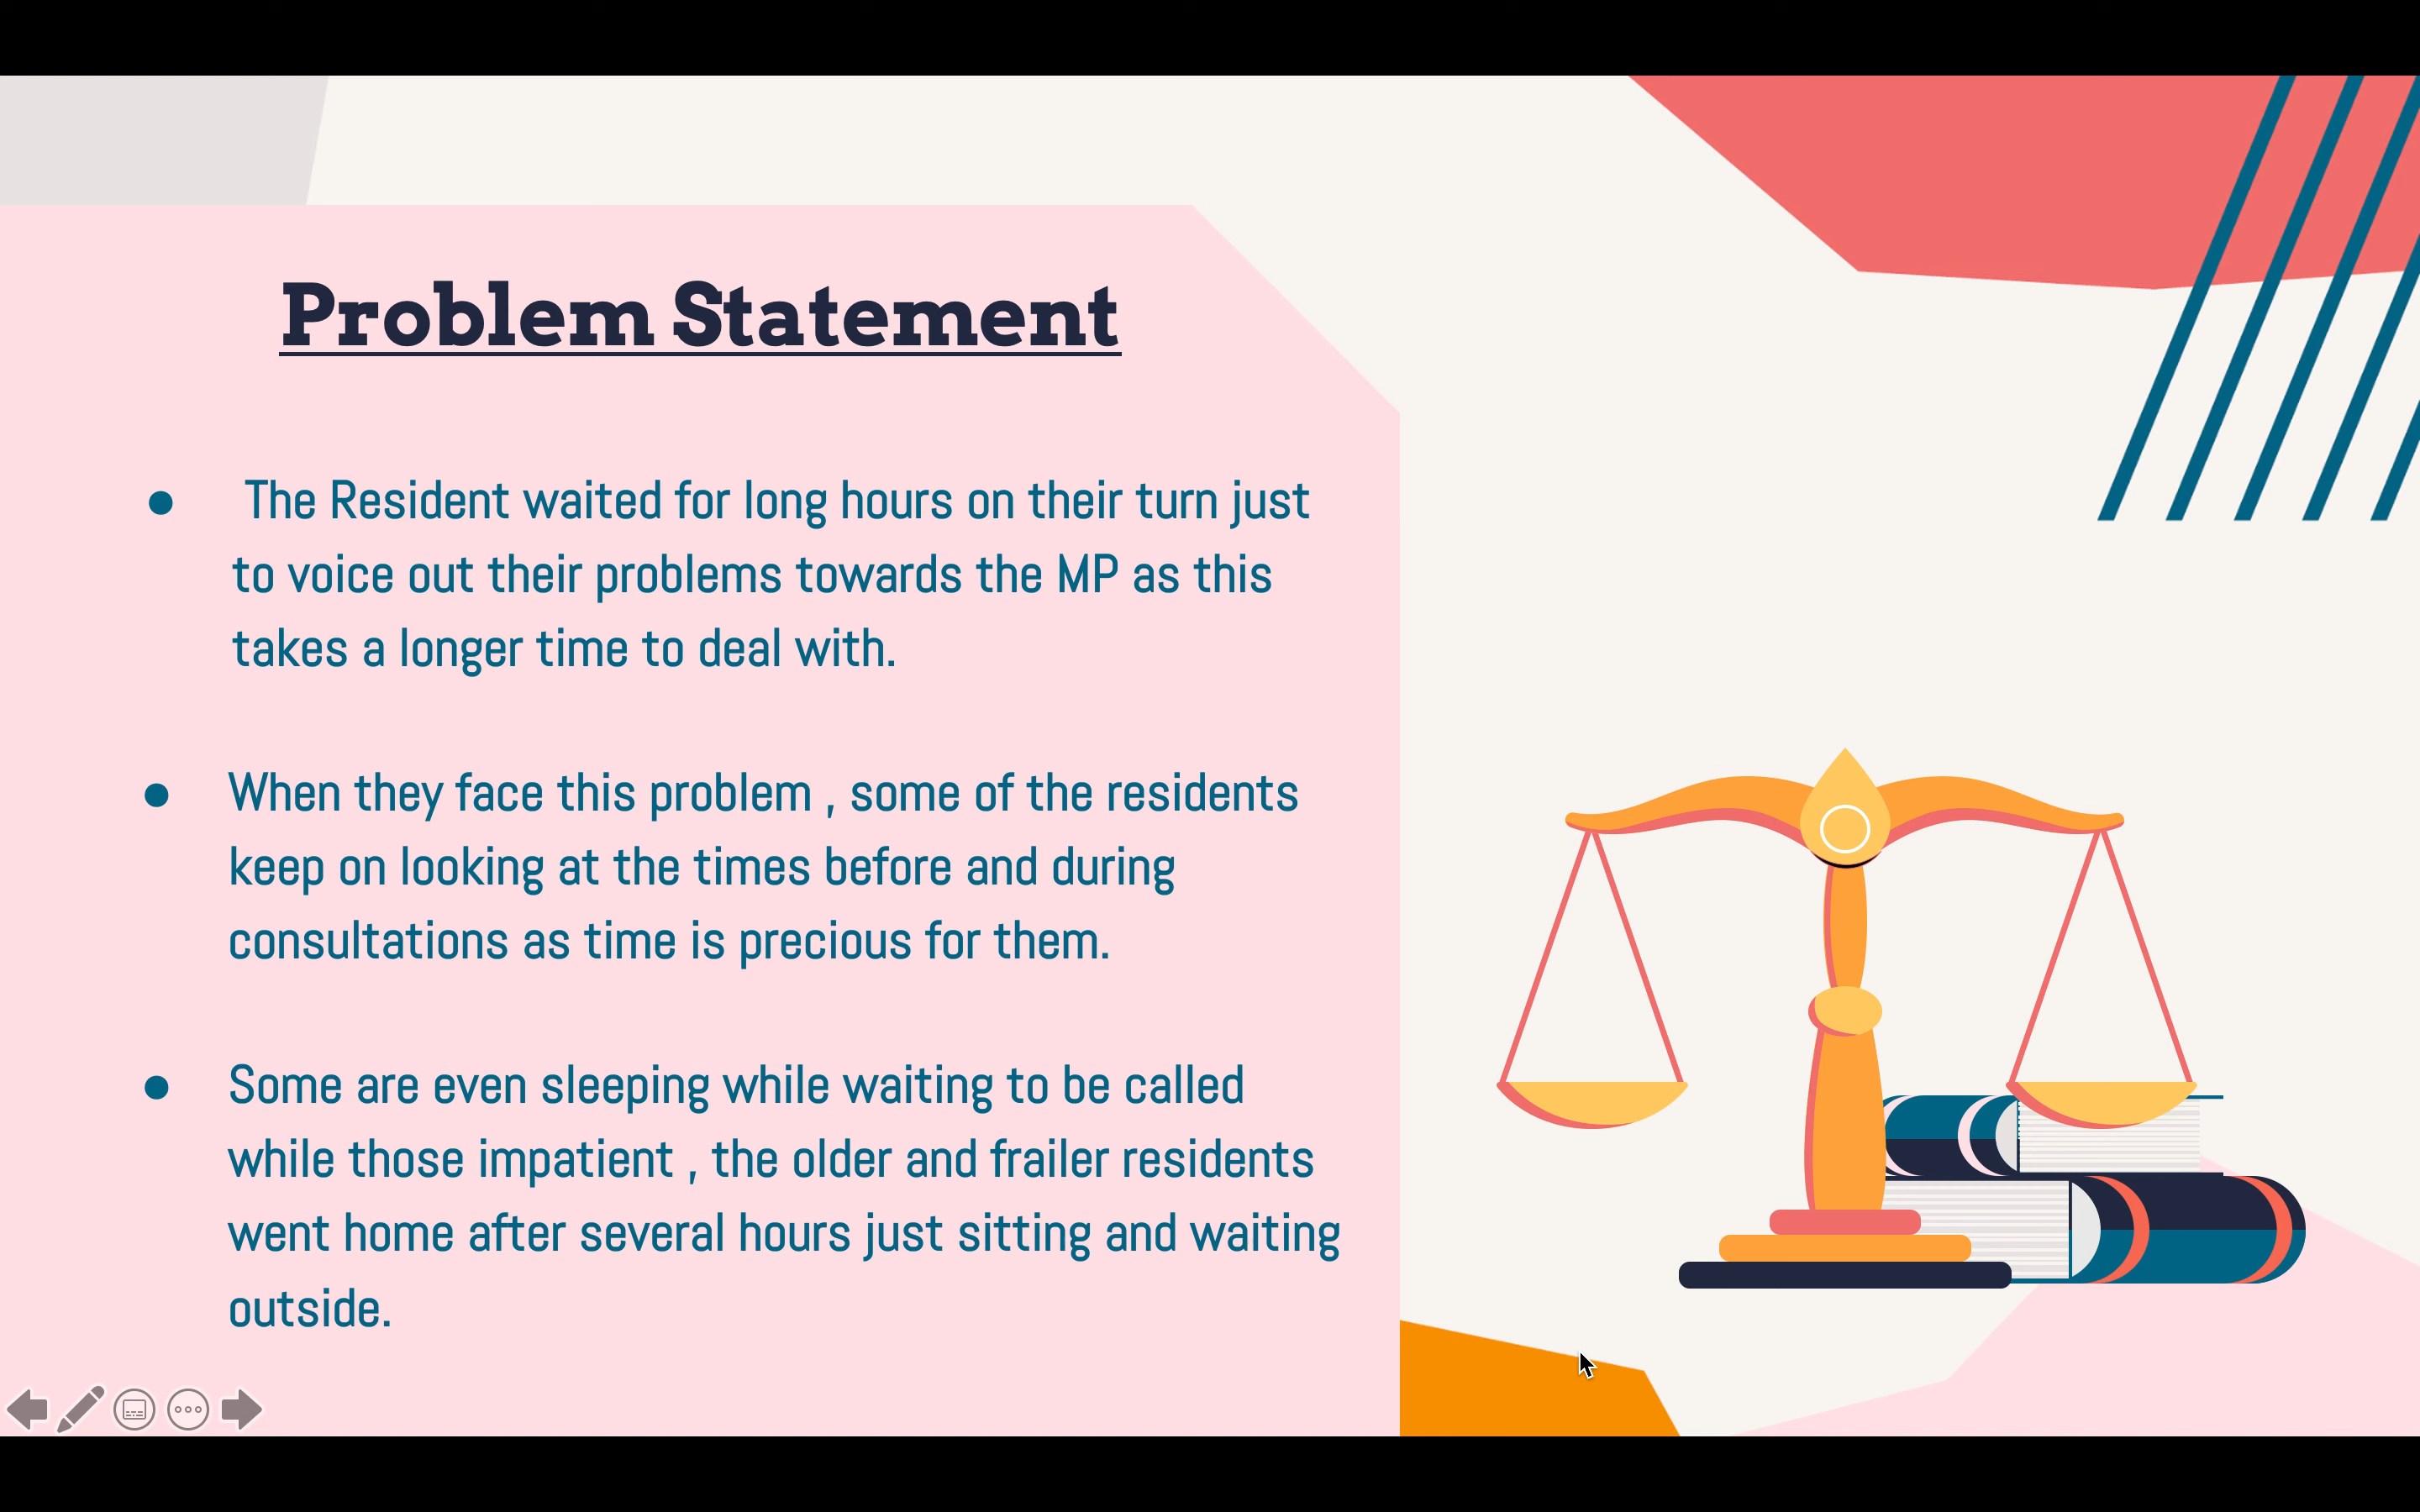 Problem Statement
● The Resident waited for long hours on their turn just
to voice out their problems towards the MP as this
takes a longer time to deal with.
● When they face this problem , some of the residents
keep on looking at the times before and during
consultations as time is precious for them.
● Some are even sleeping while waiting to be called
while those impatient , the older and frailer residents
went home after several hours just sitting and waiting
outside.